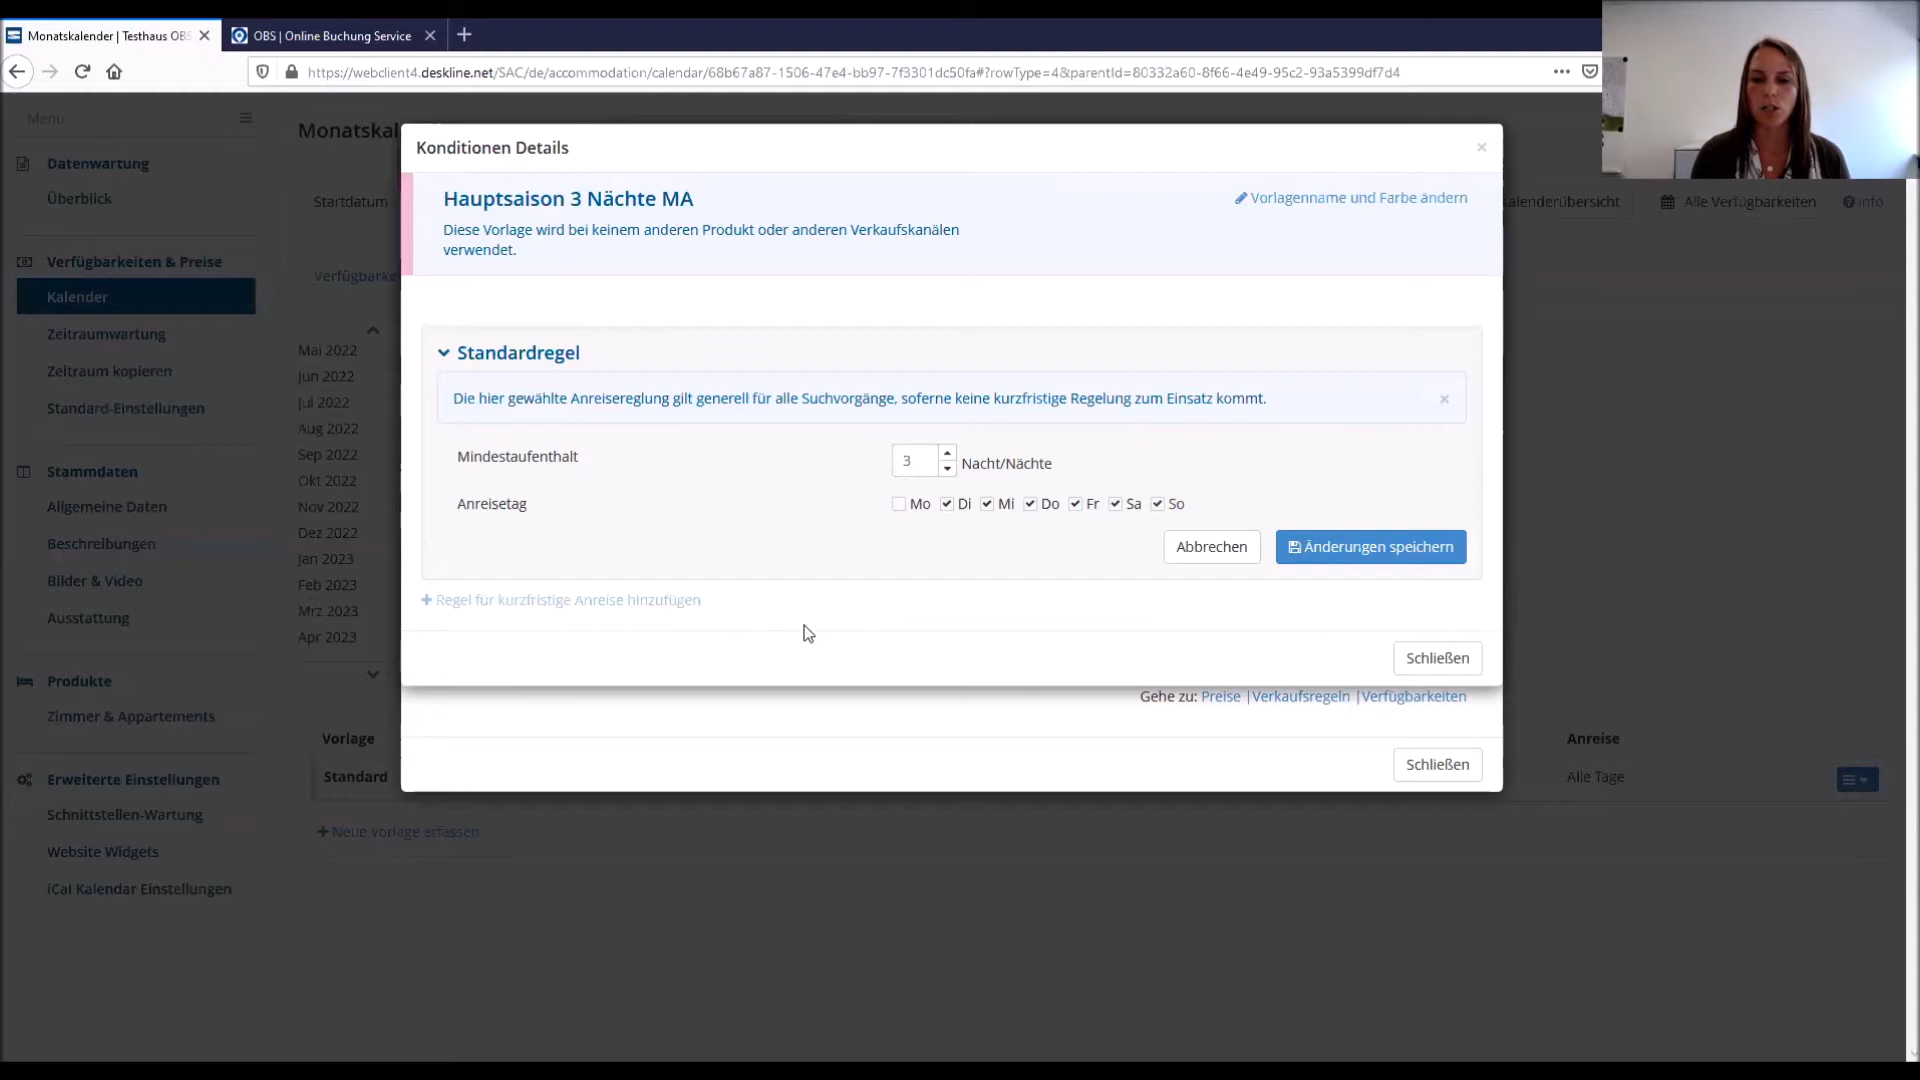 Monatskalender | Testhaus OBS
OBS | Online Buchung Service
https://webclient4.deskline.net/SAC/de/accommodation/calendar/68b67a87-1506-47e4-bb97-7f3301dc50fa#?rowType=4&parentId=80332a60-8f66-4e49-95c2-93a5399df7d4
Menü
Datenwartung
Überblick
Verfügbarkeiten & Preise
Kalender
Zeitraumwartung
Zeitraum kopieren
Standard-Einstellungen
Stammdaten
Allgemeine Daten
Beschreibungen
Bilder & Video
Ausstattung
Produkte
Zimmer & Appartements
Erweiterte Einstellungen
Schnittstellen-Wartung
Website Widgets
iCal Kalender Einstellungen
Monatskal
Startdatum
alenderübersicht
Alle Verfügbarkeiten
Info
Verfügbarke
Mai 2022
Jun 2022
Jul 2022
Aug 2022
Sep 2022
Okt 2022
Nov 2022
Dez 2022
Jan 2023
Feb 2023
Mrz 2023
Apr 2023
Konditionen Details
×
Hauptsaison 3 Nächte MA
Vorlagenname und Farbe ändern
Diese Vorlage wird bei keinem anderen Produkt oder anderen Verkaufskanälen
verwendet.
Standardregel
Die hier gewählte Anreisereglung gilt generell für alle Suchvorgänge, soferne keine kurzfristige Regelung zum Einsatz kommt.
×
Mindestaufenthalt
3 Nacht/Nächte
Anreisetag
Mo Di Mi Do Fr Sa So
Abbrechen
Änderungen speichern
+ Regel für kurzfristige Anreise hinzufügen
Schließen
Gehe zu: Preise |Verkaufsregeln |Verfügbarkeiten
Schließen
Vorlage
Anreise
Standard
Alle Tage
+ Neue vorlage erfassen